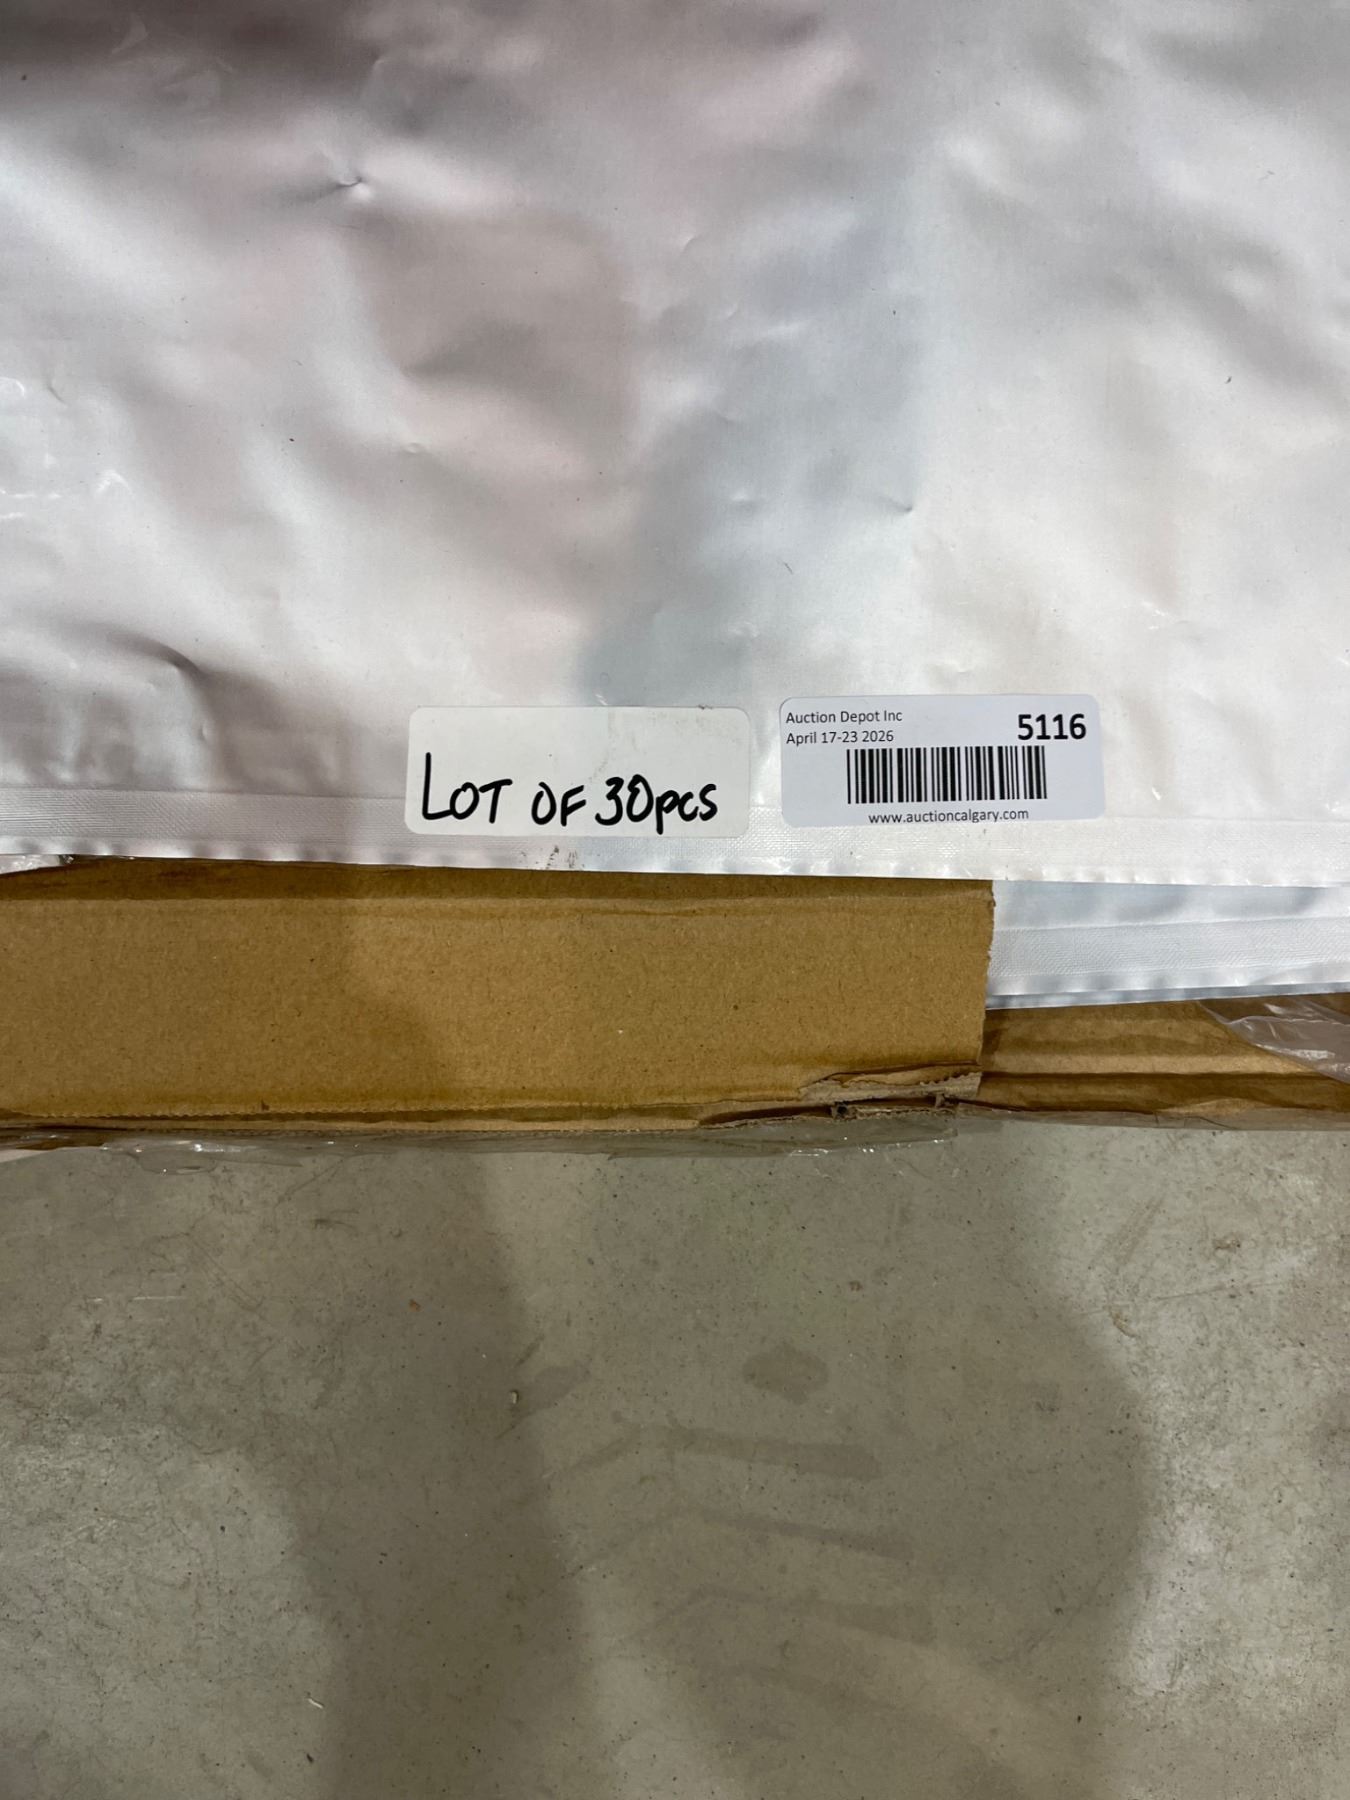 LOT OF 30pcs
Auction Depot Inc
April 17-23 2026
5116
www.auctioncalgary.com